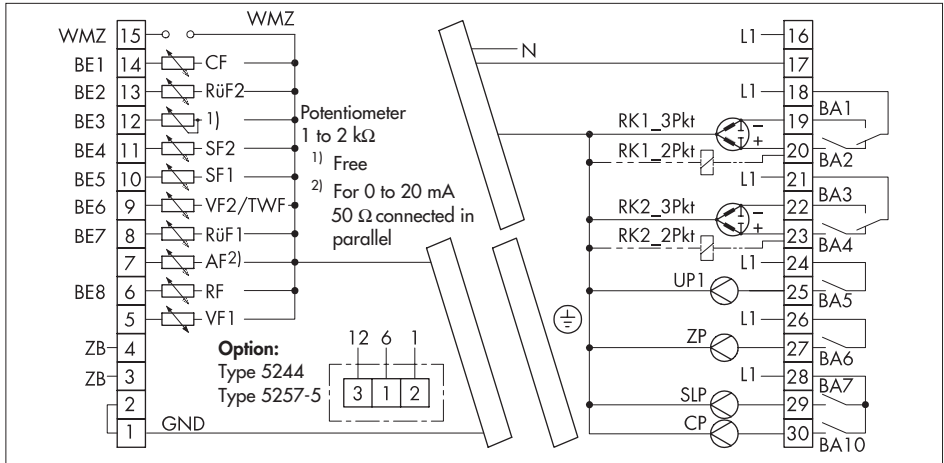 WMZ
WMZ 15
BE1 14 CF
BE2 13 RüF2
BE3 12 1)
BE4 11 SF2
BE5 10 SF1
BE6 9 VF2/TWF
BE7 8 RüF1
7 AF2)
BE8 6 RF
5 VF1
ZB 4
ZB 3
2
1 GND
Potentiometer
1 to 2 kΩ
1) Free
2) For 0 to 20 mA
50 Ω connected in
parallel
Option:
Type 5244
Type 5257-5
12 6 1
3 1 2
N
L1 16
17
L1 18
BA1
RK1_3Pkt − 19
+ 20
RK1_2Pkt
BA2
L1 21
BA3
RK2_3Pkt − 22
+ 23
RK2_2Pkt
BA4
L1 24
UP1 25
BA5
L1 26
ZP 27
BA6
L1 28
BA7
SLP 29
CP 30
BA10